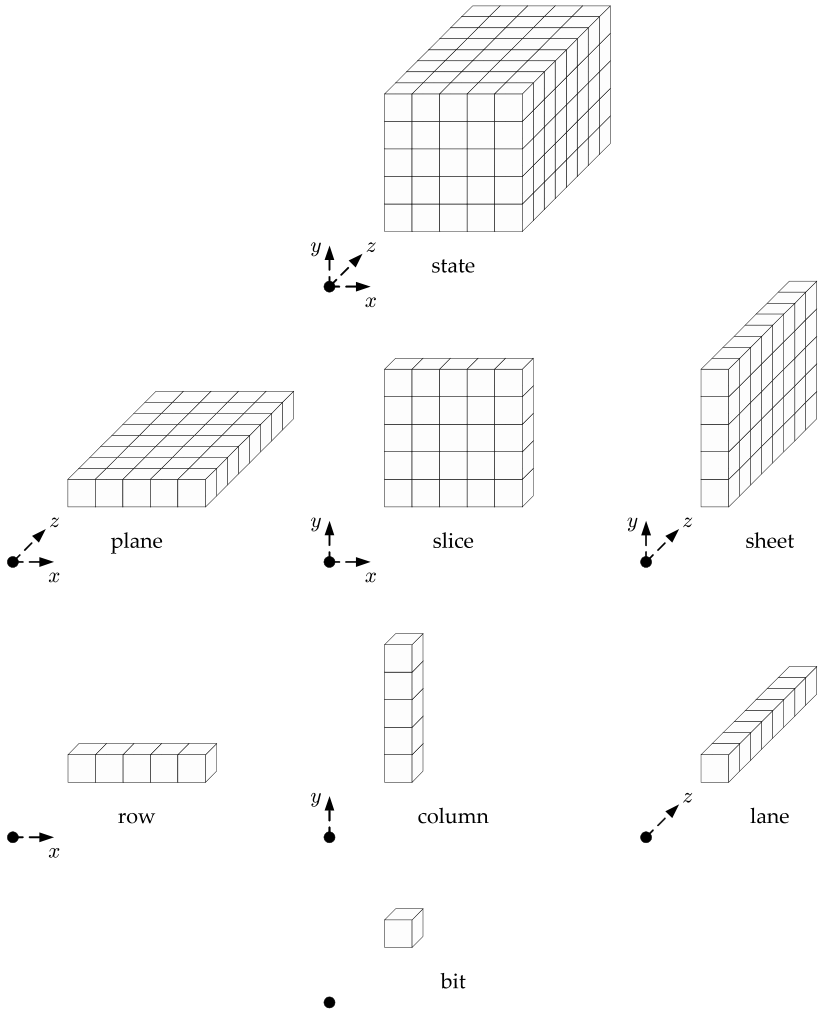 y z
x
state
z
plane
x
y
slice
x
y z
sheet
row
x
y
column
z
lane
bit